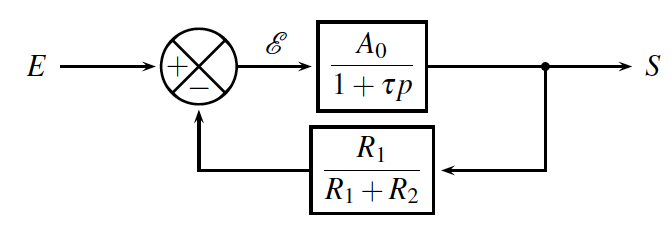 E
+
−
ℰ
A₀
1 + τp
S
R₁
R₁ + R₂